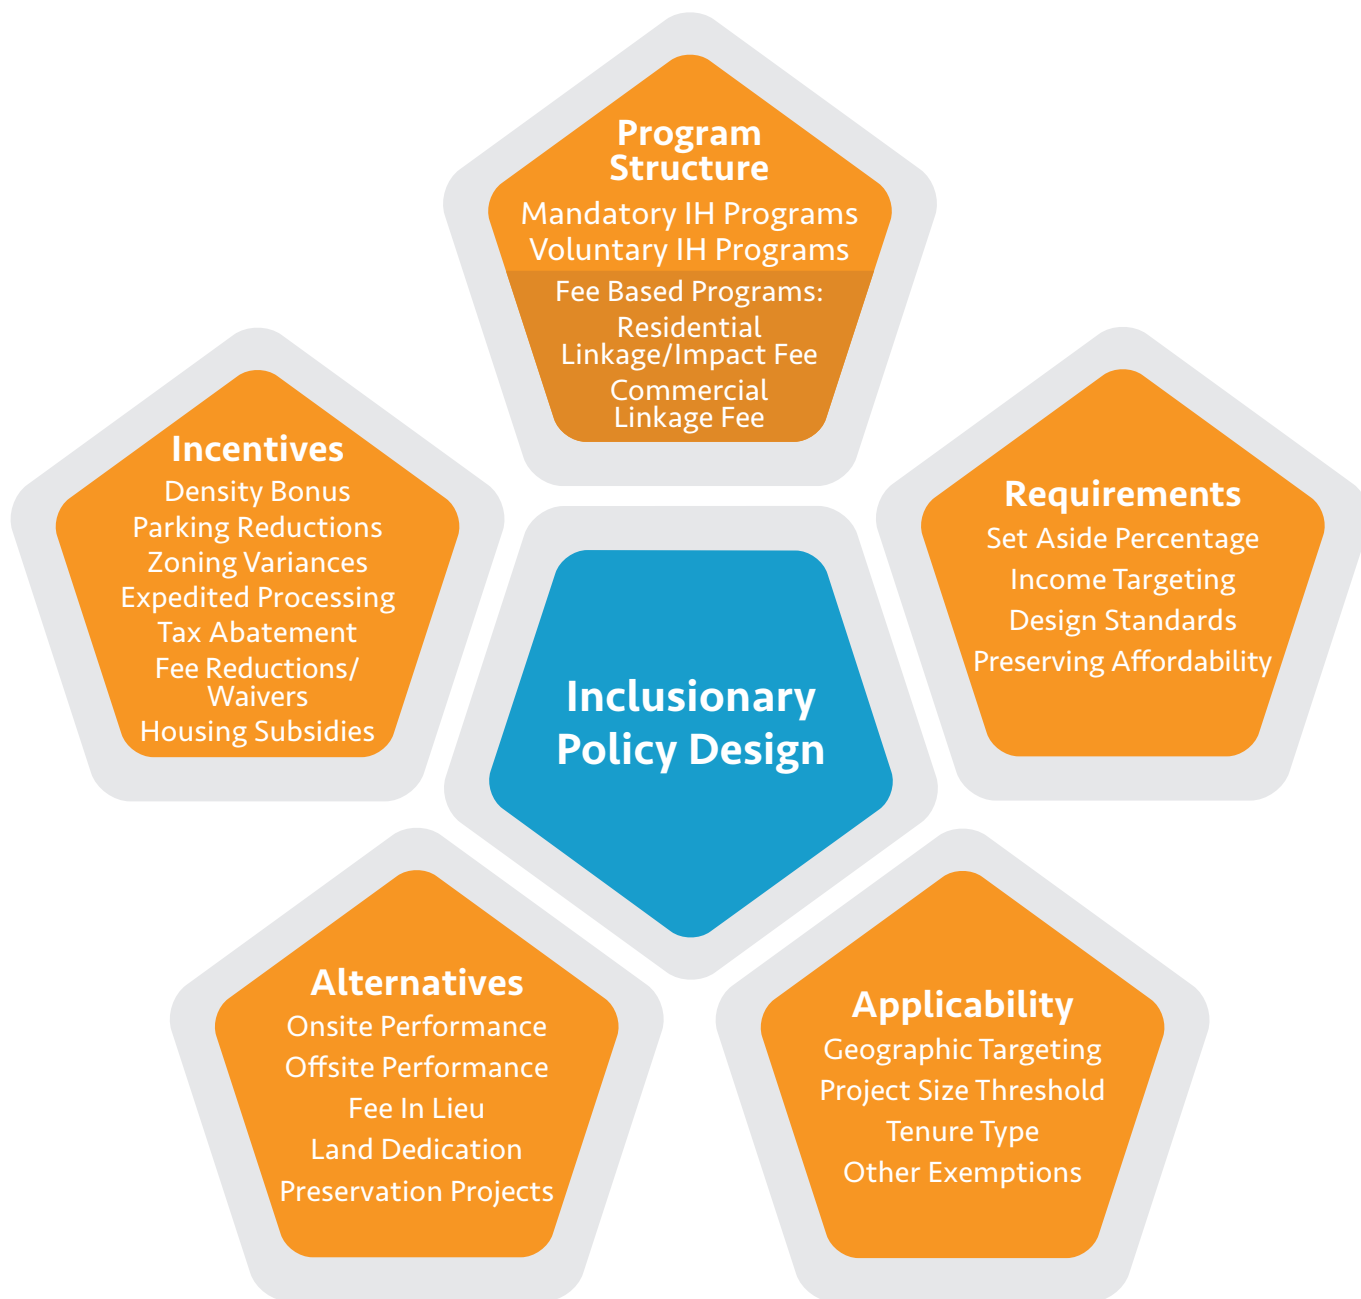 Program
Structure
Mandatory IH Programs
Voluntary IH Programs
Fee Based Programs:
Residential
Linkage/Impact Fee
Commercial
Linkage Fee
Incentives
Density Bonus
Parking Reductions
Zoning Variances
Expedited Processing
Tax Abatement
Fee Reductions/
Waivers
Housing Subsidies
Requirements
Set Aside Percentage
Income Targeting
Design Standards
Preserving Affordability
Inclusionary
Policy Design
Alternatives
Onsite Performance
Offsite Performance
Fee In Lieu
Land Dedication
Preservation Projects
Applicability
Geographic Targeting
Project Size Threshold
Tenure Type
Other Exemptions